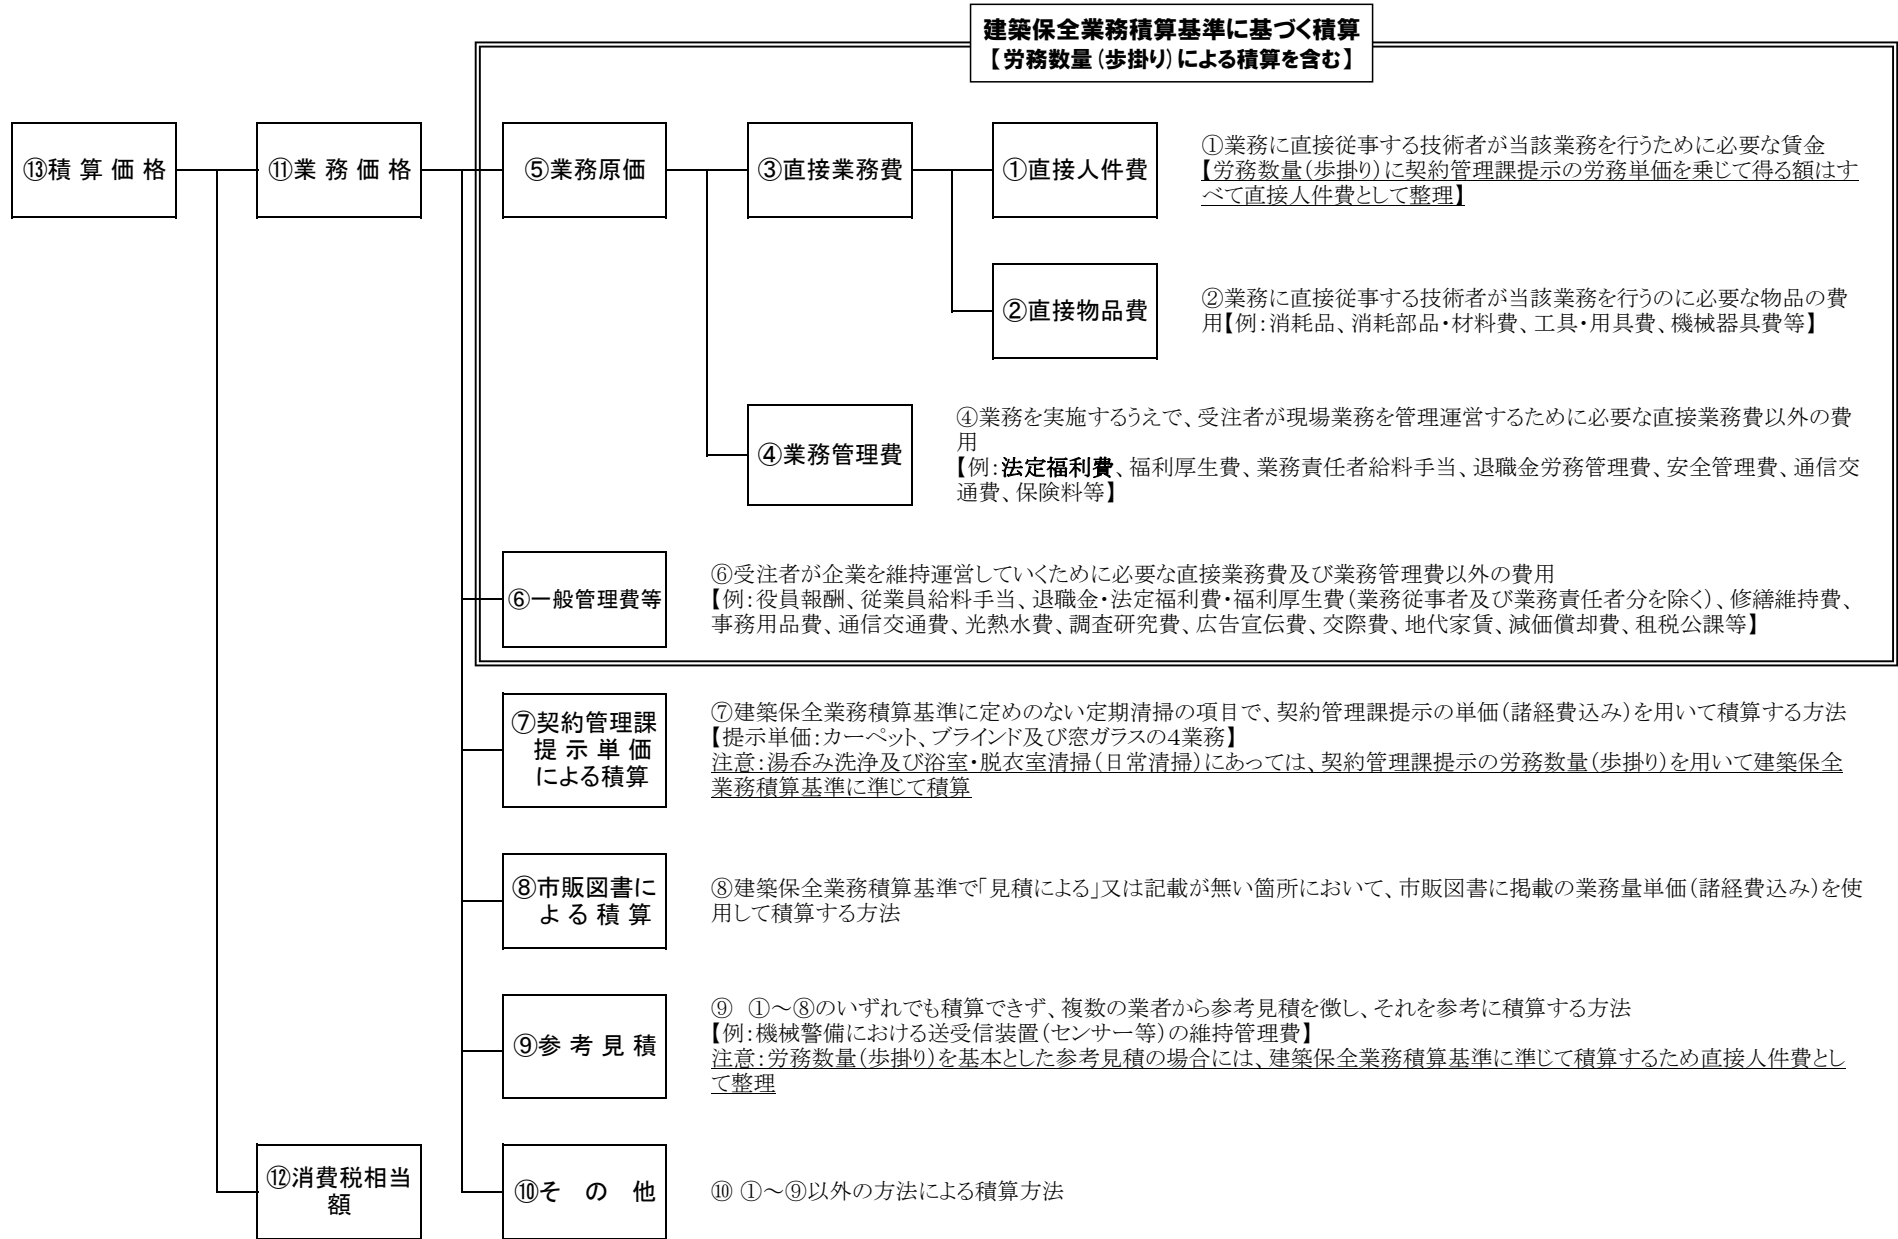 建築保全業務積算基準に基づく積算
【労務数量(歩掛り)による積算を含む】
⑬積算価格
⑪業務価格
⑤業務原価
③直接業務費
①直接人件費
①業務に直接従事する技術者が当該業務を行うために必要な賃金
【労務数量(歩掛り)に契約管理課提示の労務単価を乗じて得る額はす
べて直接人件費として整理】
②直接物品費
②業務に直接従事する技術者が当該業務を行うのに必要な物品の費
用【例:消耗品、消耗部品・材料費、工具・用具費、機械器具費等】
④業務管理費
④業務を実施するうえで、受注者が現場業務を管理運営するために必要な直接業務費以外の費
用
【例:法定福利費、福利厚生費、業務責任者給料手当、退職金労務管理費、安全管理費、通信交
通費、保険料等】
⑥一般管理費等
⑥受注者が企業を維持運営していくために必要な直接業務費及び業務管理費以外の費用
【例:役員報酬、従業員給料手当、退職金・法定福利費・福利厚生費(業務従事者及び業務責任者分を除く)、修繕維持費、
事務用品費、通信交通費、光熱水費、調査研究費、広告宣伝費、交際費、地代家賃、減価償却費、租税公課等】
⑦契約管理課
提示単価
による積算
⑦建築保全業務積算基準に定めのない定期清掃の項目で、契約管理課提示の単価(諸経費込み)を用いて積算する方法
【提示単価:カーペット、ブラインド及び窓ガラスの4業務】
注意:湯呑み洗浄及び浴室・脱衣室清掃(日常清掃)にあっては、契約管理課提示の労務数量(歩掛り)を用いて建築保全
業務積算基準に準じて積算
⑧市販図書に
よる積算
⑧建築保全業務積算基準で「見積による」又は記載が無い箇所において、市販図書に掲載の業務量単価(諸経費込み)を使
用して積算する方法
⑨参考見積
⑨ ①～⑧のいずれでも積算できず、複数の業者から参考見積を徴し、それを参考に積算する方法
【例:機械警備における送受信装置(センサー等)の維持管理費】
注意:労務数量(歩掛り)を基本とした参考見積の場合には、建築保全業務積算基準に準じて積算するため直接人件費とし
て整理
⑫消費税相当
額
⑩その他
⑩ ①～⑨以外の方法による積算方法